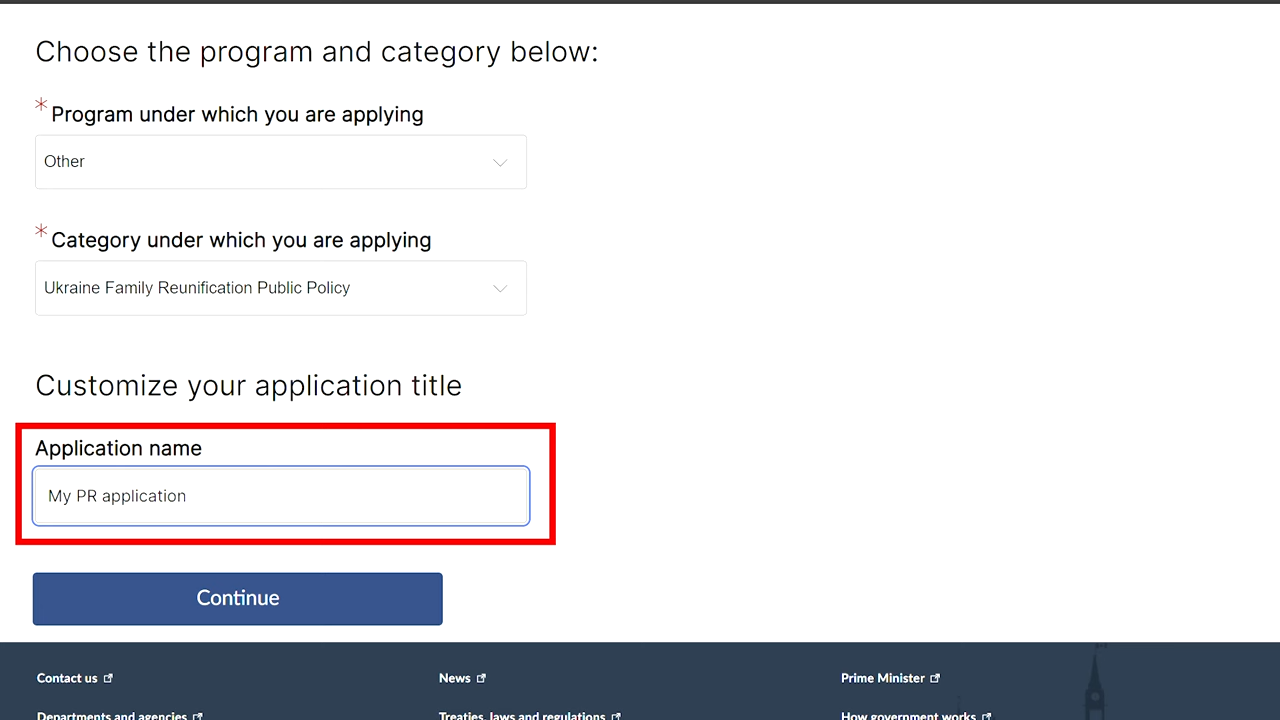 Choose the program and category below:
* Program under which you are applying
Other
* Category under which you are applying
Ukraine Family Reunification Public Policy
Customize your application title
Application name
My PR application
Continue
Contact us
News
Prime Minister
Departments and agencies
Treaties, laws and regulations
How government works